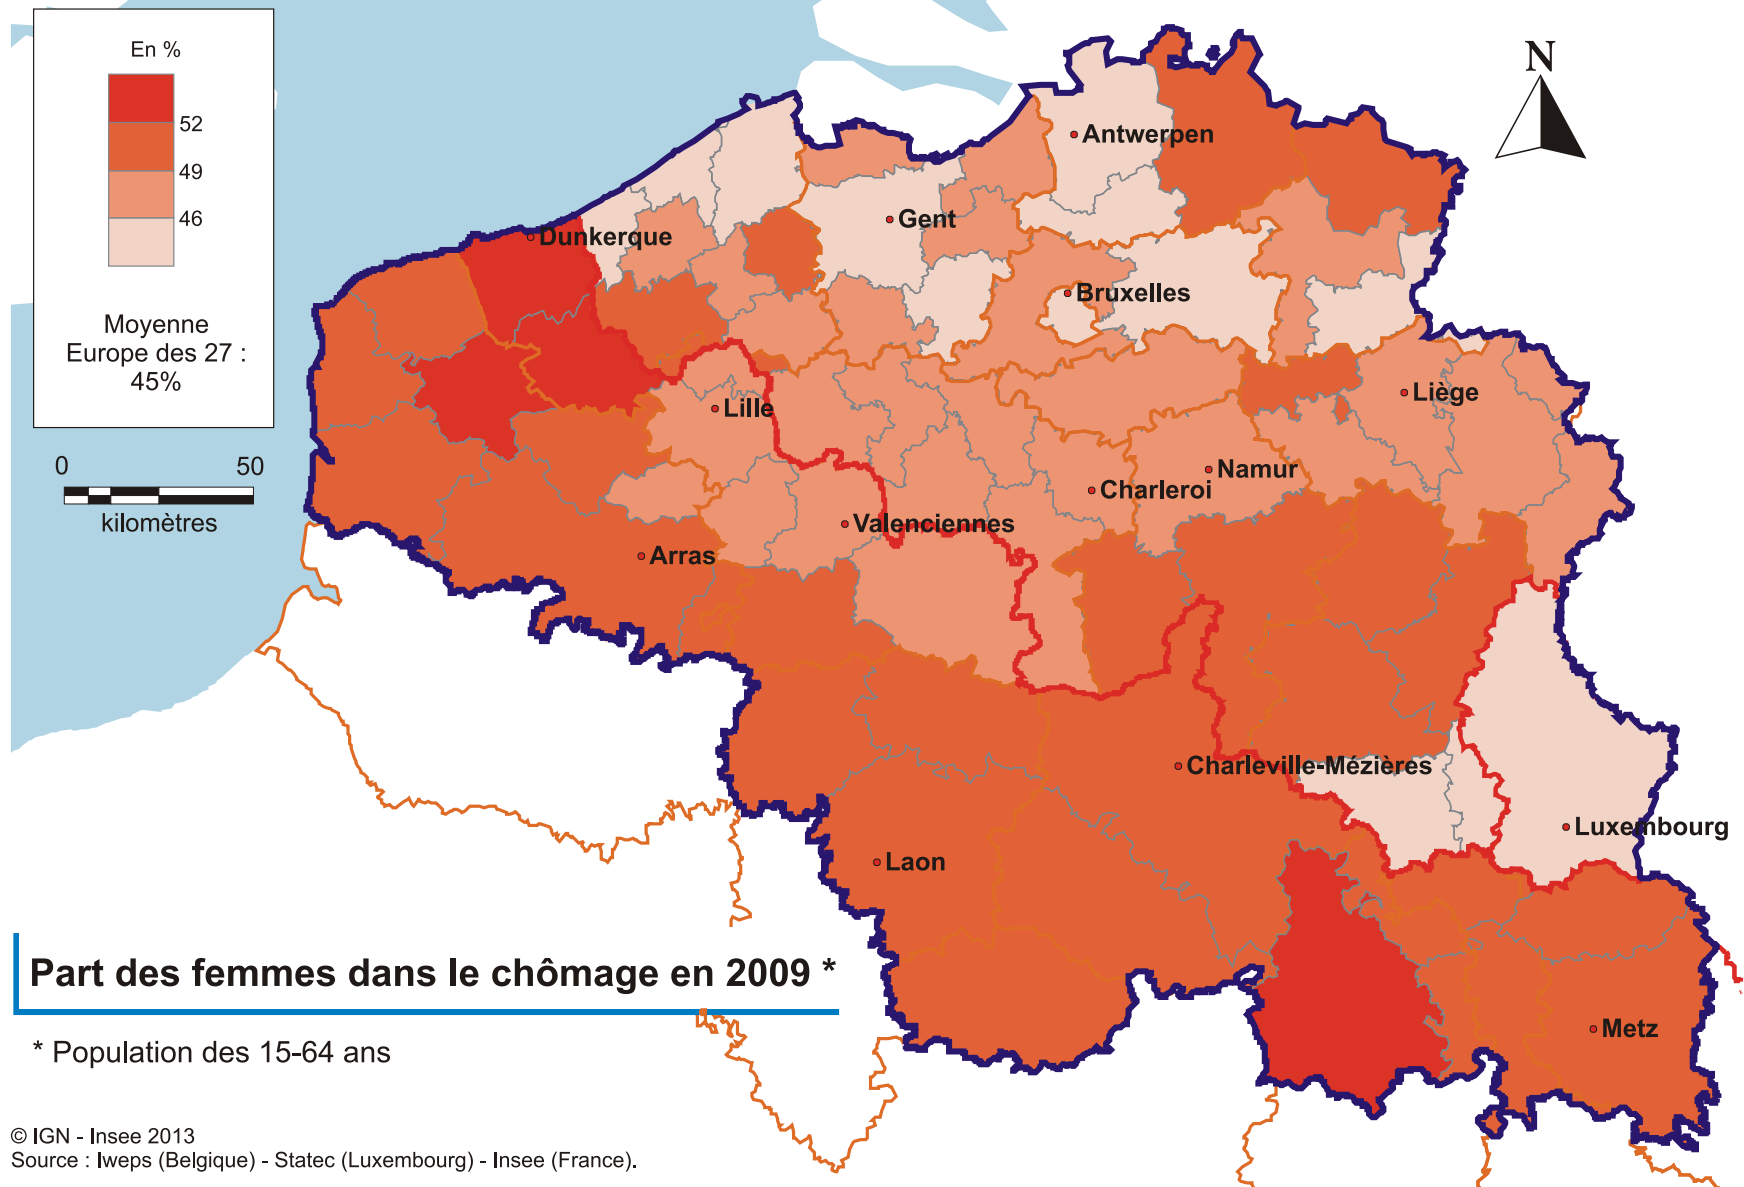 En %
52
49
46
Moyenne
Europe des 27 :
45%
0 50
kilomètres
N
Antwerpen
Gent
Dunkerque
Bruxelles
Liège
Lille
Namur
Charleroi
Valenciennes
Arras
Charleville-Mézières
Luxembourg
Laon
Metz
Part des femmes dans le chômage en 2009 *
* Population des 15-64 ans
© IGN - Insee 2013
Source : Iweps (Belgique) - Statec (Luxembourg) - Insee (France).